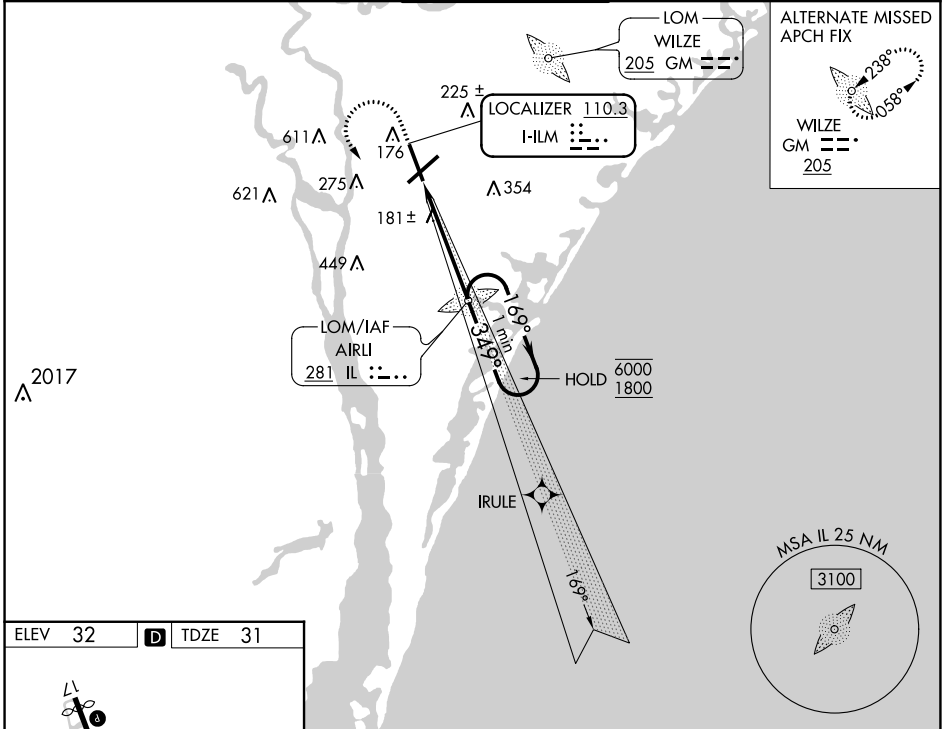 LOM
WILZE
205 GM
ALTERNATE MISSED
APCH FIX
238°
058°
WILZE
GM
205
225 ±
LOCALIZER 110.3
I-ILM
611
176
621
275
354
181 ±
449
LOM/IAF
AIRLI
281 IL
169°
1 min
349°
HOLD 6000
1800
2017
IRULE
169°
MSA IL 25 NM
3100
ELEV 32 D TDZE 31
17
P